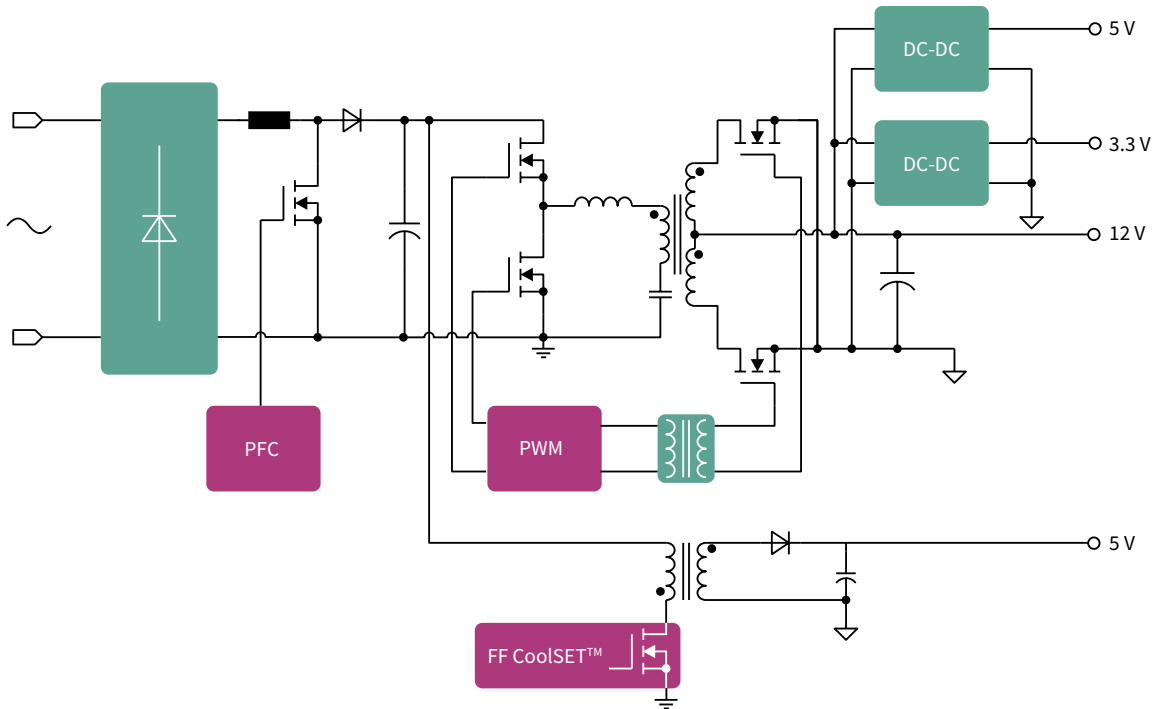 DC-DC
5 V
DC-DC
3.3 V
12 V
PFC
PWM
5 V
FF CoolSET™